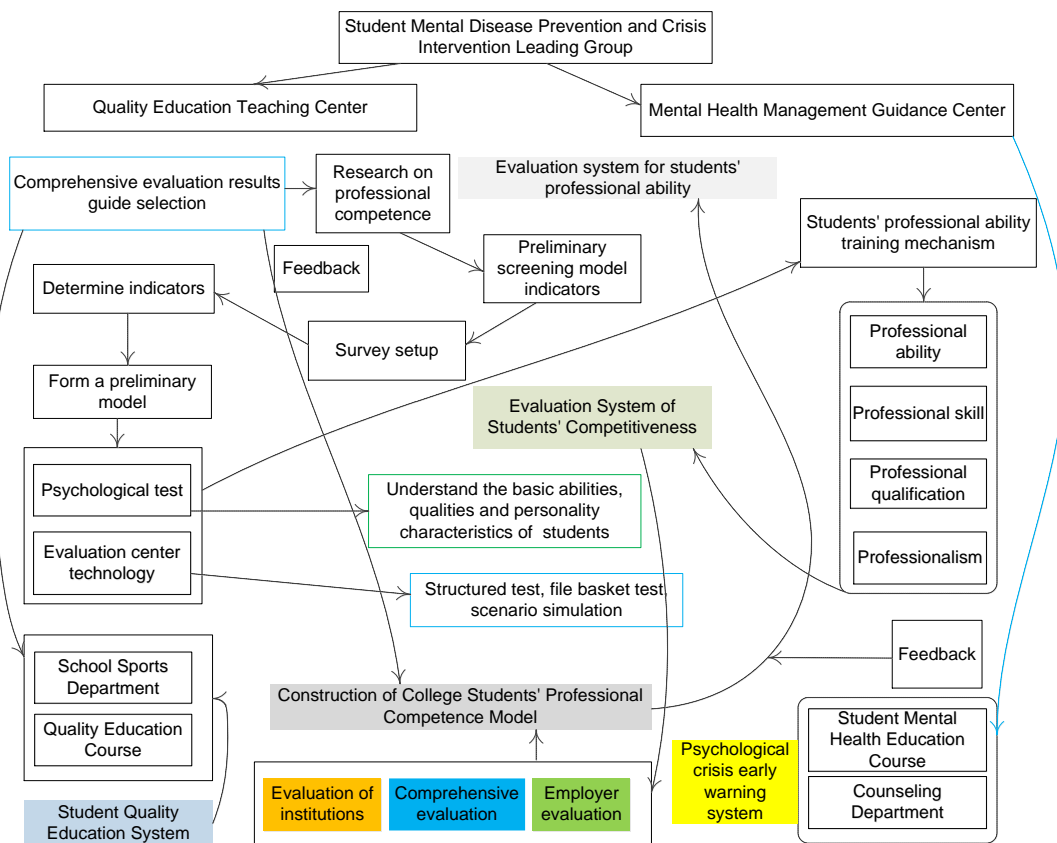 Student Mental Disease Prevention and Crisis
Intervention Leading Group
Quality Education Teaching Center
Mental Health Management Guidance Center
Comprehensive evaluation results
guide selection
Research on
professional
competence
Evaluation system for students'
professional ability
Students' professional ability
training mechanism
Feedback
Preliminary
screening model
indicators
Determine indicators
Survey setup
Professional
ability
Form a preliminary
model
Evaluation System of
Students' Competitiveness
Professional skill
Psychological test
Understand the basic abilities,
qualities and personality
characteristics of students
Professional
qualification
Evaluation center
technology
Structured test, file basket test,
scenario simulation
Professionalism
School Sports
Department
Quality Education
Course
Construction of College Students' Professional
Competence Model
Feedback
Student Mental
Health Education
Course
Counseling
Department
Psychological
crisis early
warning
system
Evaluation of
institutions
Comprehensive
evaluation
Employer
evaluation
Student Quality
Education System